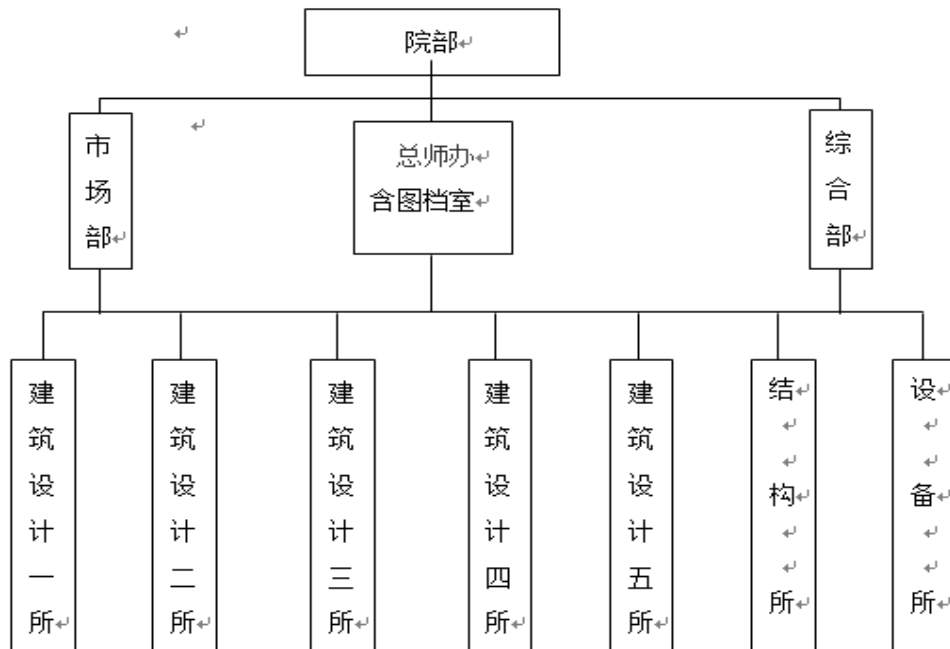 院部
市场部
总师办
含图档室
综合部
建筑设计一所
建筑设计二所
建筑设计三所
建筑设计四所
建筑设计五所
结构所
设备所